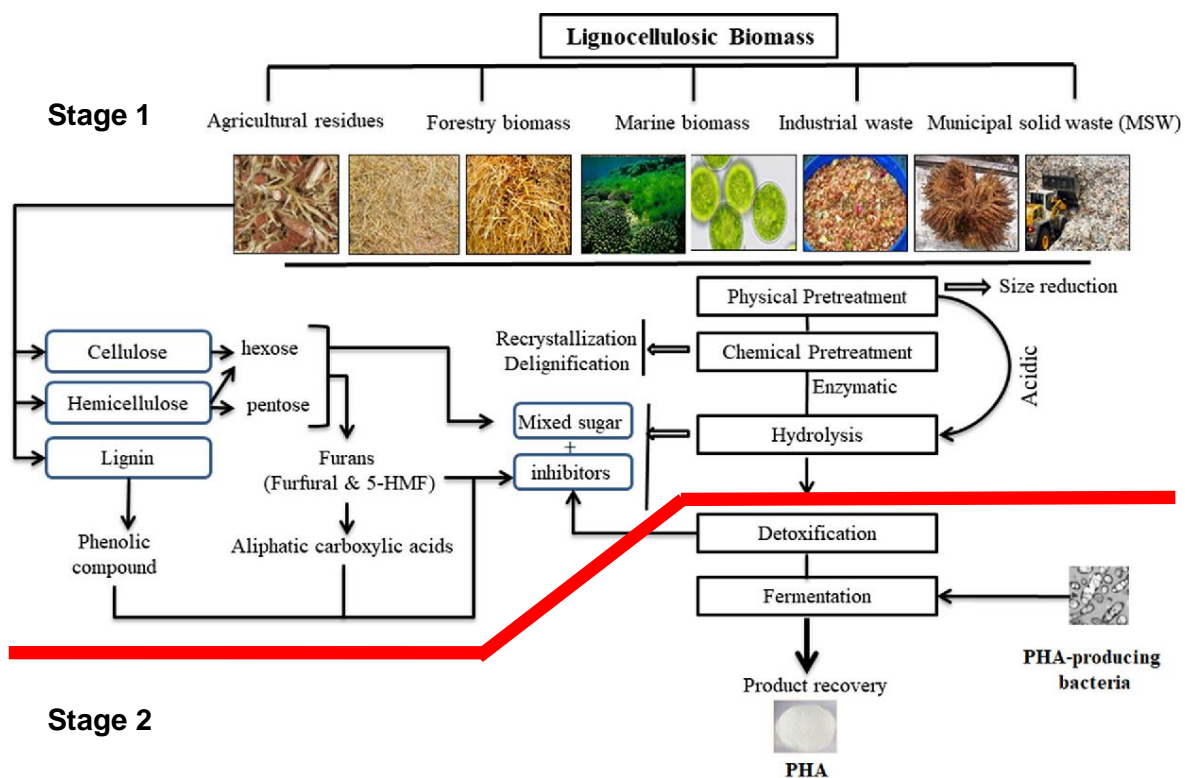 Lignocellulosic Biomass
Stage 1
Agricultural residues
Forestry biomass
Marine biomass
Industrial waste
Municipal solid waste (MSW)
Physical Pretreatment
Size reduction
Recrystallization
Delignification
Chemical Pretreatment
Enzymatic
Acidic
Cellulose
hexose
Hemicellulose
pentose
Mixed sugar
+
inhibitors
Hydrolysis
Lignin
Furans
(Furfural & 5-HMF)
Phenolic
compound
Aliphatic carboxylic acids
Detoxification
Fermentation
PHA-producing
bacteria
Product recovery
Stage 2
PHA